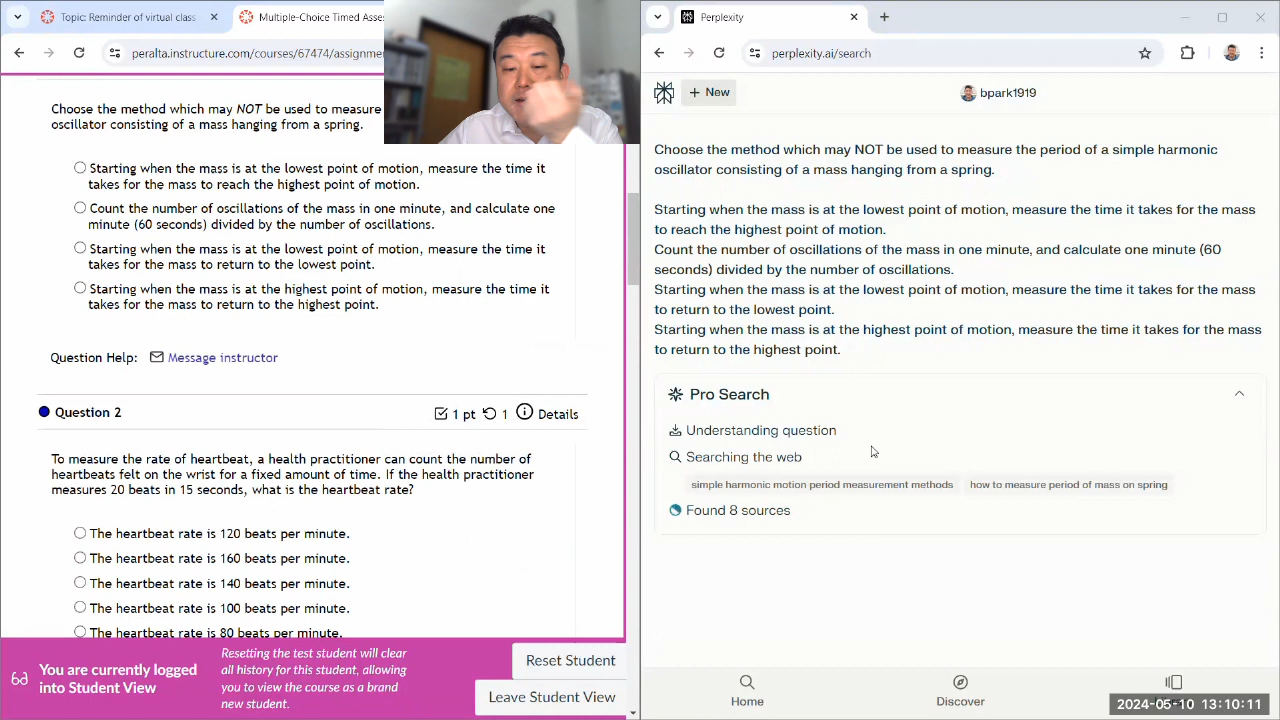 Topic: Reminder of virtual class
Multiple-Choice Timed Asse
peralta.instructure.com/courses/67474/assignme
Choose the method which may NOT be used to measure
oscillator consisting of a mass hanging from a spring.
Starting when the mass is at the lowest point of motion, measure the time it
takes for the mass to reach the highest point of motion.
Count the number of oscillations of the mass in one minute, and calculate one
minute (60 seconds) divided by the number of oscillations.
Starting when the mass is at the lowest point of motion, measure the time it
takes for the mass to return to the lowest point.
Starting when the mass is at the highest point of motion, measure the time it
takes for the mass to return to the highest point.
Question Help: Message instructor
Question 2 1 pt 1 Details
To measure the rate of heartbeat, a health practitioner can count the number of
heartbeats felt on the wrist for a fixed amount of time. If the health practitioner
measures 20 beats in 15 seconds, what is the heartbeat rate?
The heartbeat rate is 120 beats per minute.
The heartbeat rate is 160 beats per minute.
The heartbeat rate is 140 beats per minute.
The heartbeat rate is 100 beats per minute.
The heartbeat rate is 80 beats per minute.
You are currently logged
into Student View
Resetting the test student will clear
all history for this student, allowing
you to view the course as a brand
new student.
Reset Student
Leave Student View
Perplexity
perplexity.ai/search
New
bpark1919
Choose the method which may NOT be used to measure the period of a simple harmonic
oscillator consisting of a mass hanging from a spring.
Starting when the mass is at the lowest point of motion, measure the time it takes for the mass
to reach the highest point of motion.
Count the number of oscillations of the mass in one minute, and calculate one minute (60
seconds) divided by the number of oscillations.
Starting when the mass is at the lowest point of motion, measure the time it takes for the mass
to return to the lowest point.
Starting when the mass is at the highest point of motion, measure the time it takes for the mass
to return to the highest point.
Pro Search
Understanding question
Searching the web
simple harmonic motion period measurement methods how to measure period of mass on spring
Found 8 sources
Home Discover
2024-05-10 13:10:11